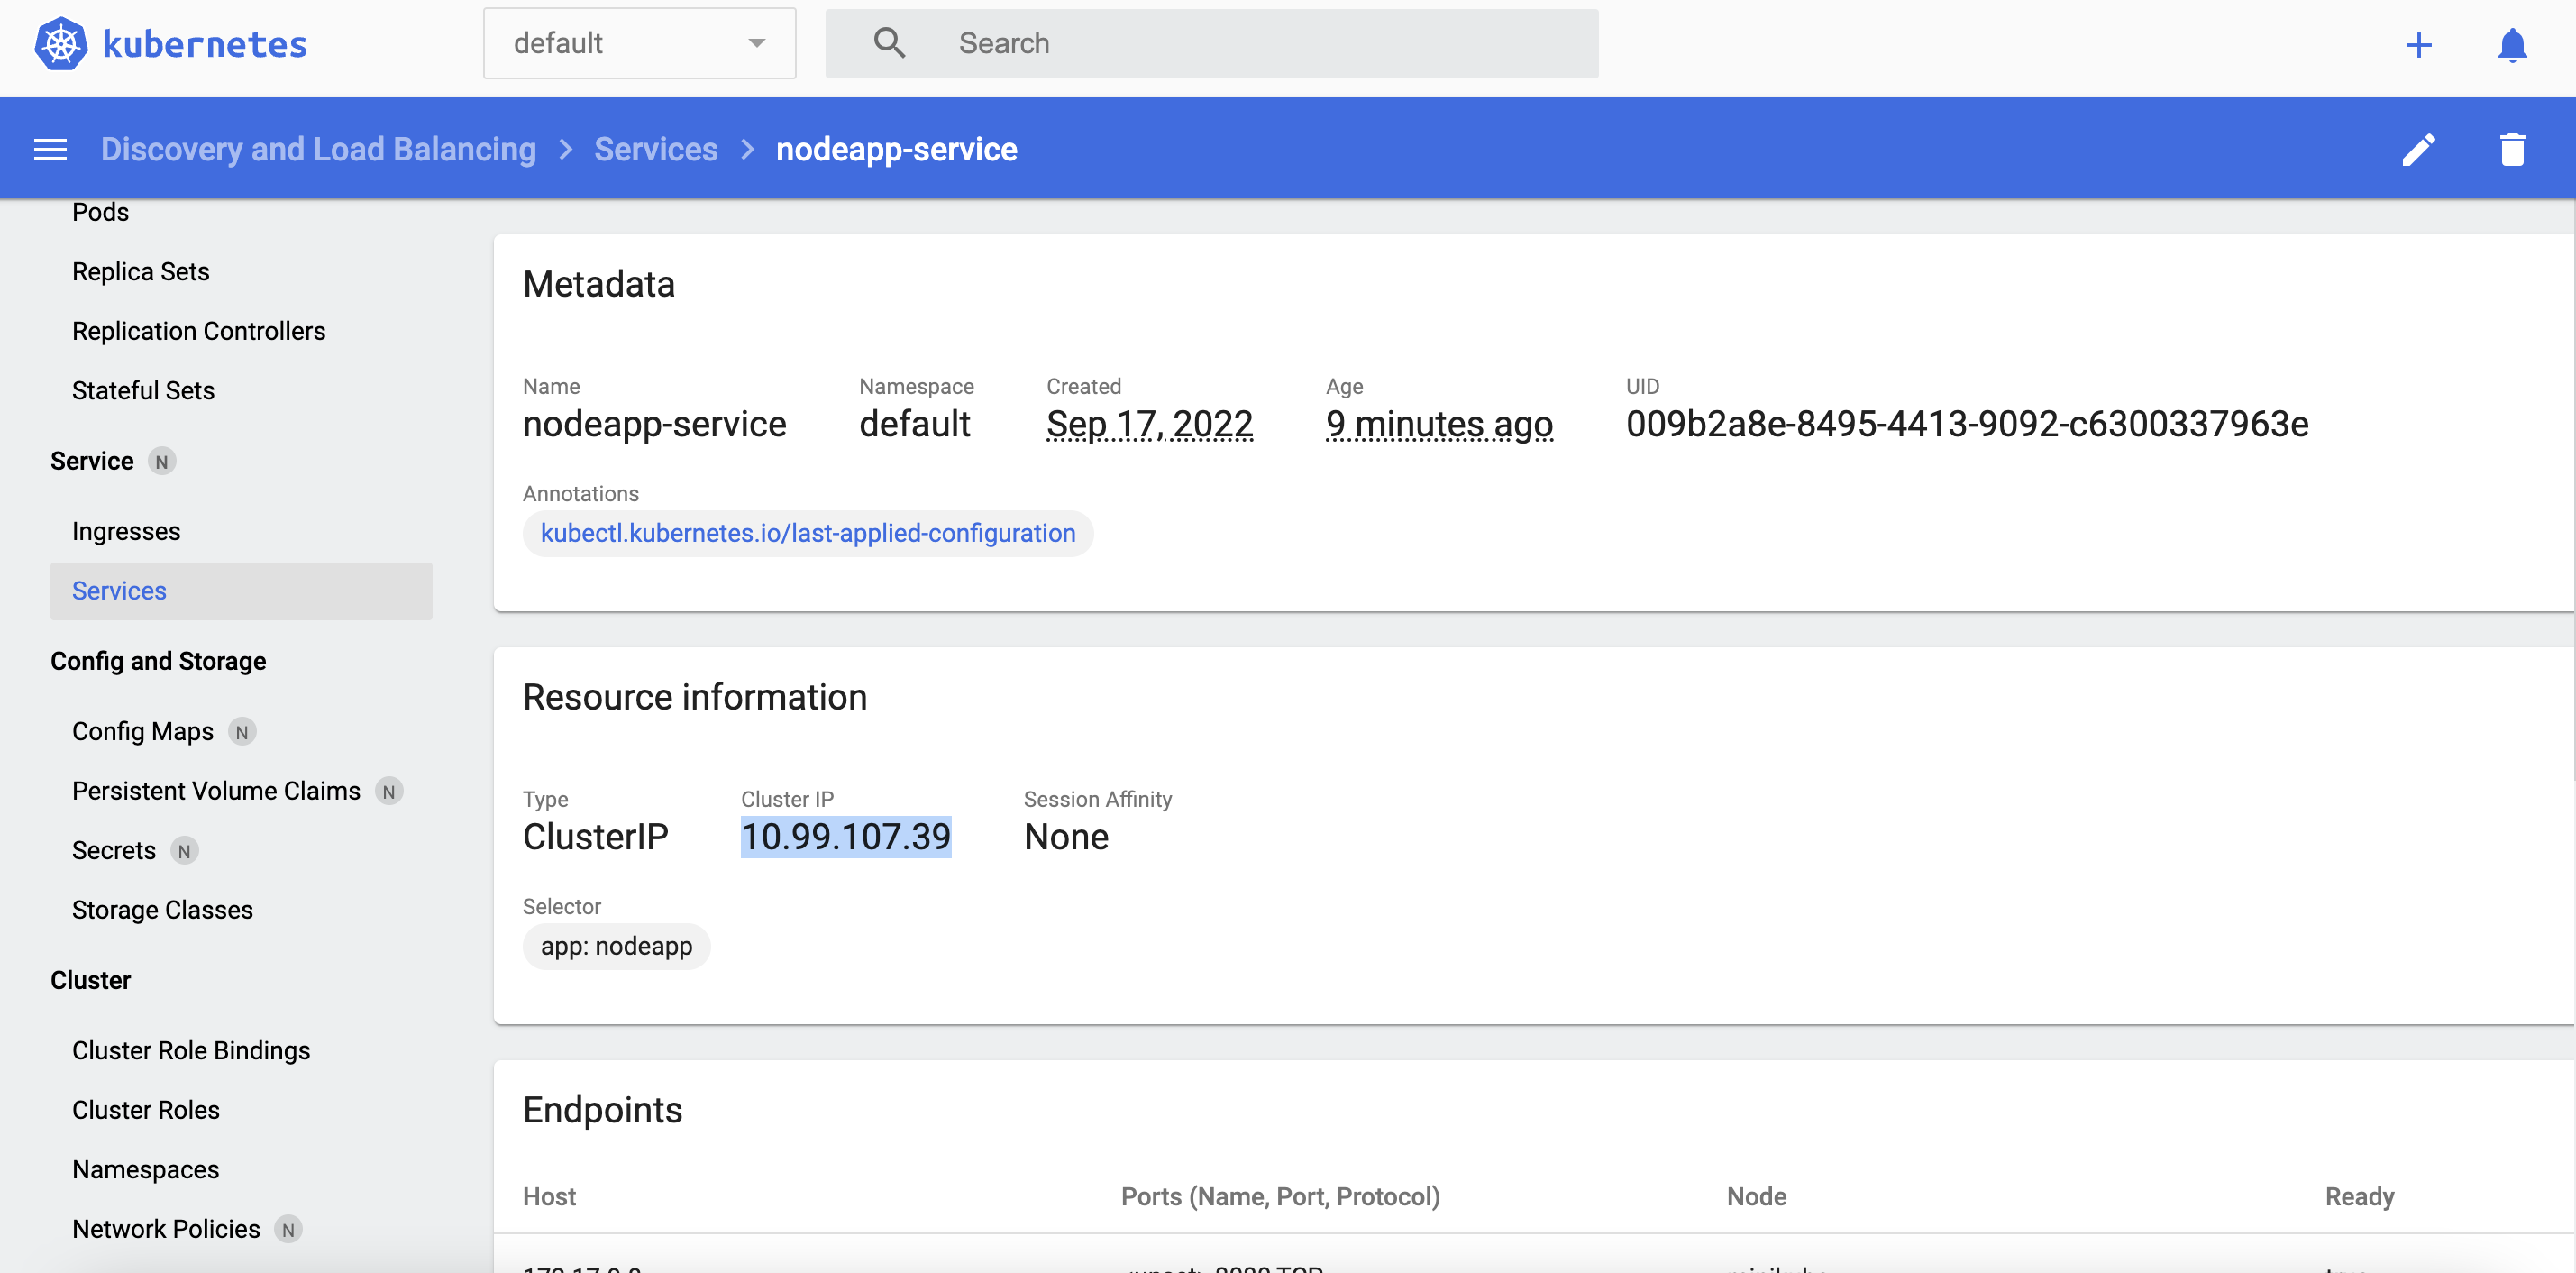 kubernetes
default
Search
Discovery and Load Balancing > Services > nodeapp-service
Pods
Replica Sets
Replication Controllers
Stateful Sets
Service N
Ingresses
Services
Config and Storage
Config Maps N
Persistent Volume Claims N
Secrets N
Storage Classes
Cluster
Cluster Role Bindings
Cluster Roles
Namespaces
Network Policies N
Metadata
Name Namespace Created Age UID
nodeapp-service default Sep 17, 2022 9 minutes ago 009b2a8e-8495-4413-9092-c6300337963e
Annotations
kubectl.kubernetes.io/last-applied-configuration
Resource information
Type Cluster IP Session Affinity
ClusterIP 10.99.107.39 None
Selector
app: nodeapp
Endpoints
Host Ports (Name, Port, Protocol) Node Ready